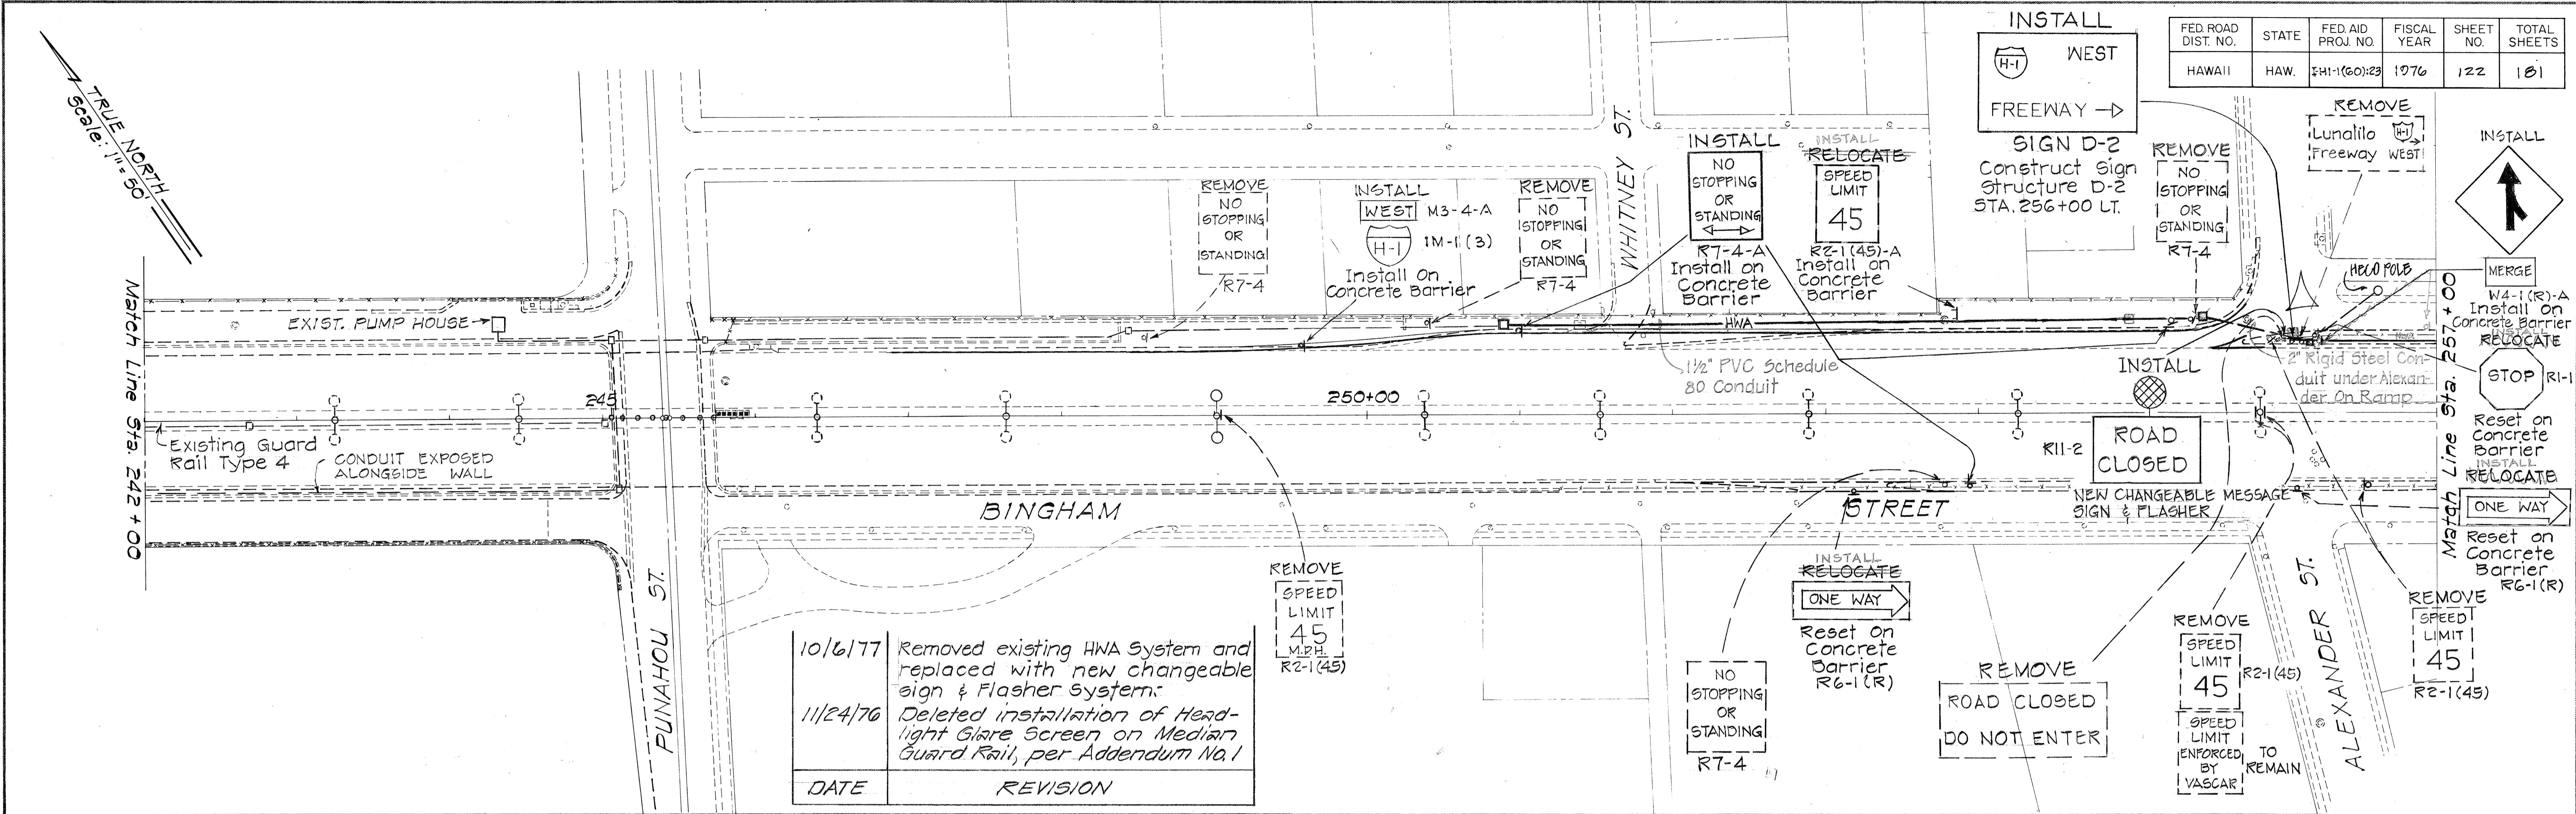 TRUE NORTH
Scale: 1" = 50'
Match Line Sta. 242 + 00
EXIST. PUMP HOUSE
245
Existing Guard
Rail Type 4
CONDUIT EXPOSED
ALONGSIDE WALL
PUNAHOU ST.
BINGHAM STREET
REMOVE
NO
STOPPING
OR
STANDING
R7-4
INSTALL
WEST M3-4-A
H-1 1M-1(3)
Install On
Concrete Barrier
REMOVE
NO
STOPPING
OR
STANDING
R7-4
WHITNEY ST.
INSTALL
NO
STOPPING
OR
STANDING
R7-4-A
Install on
Concrete
Barrier
INSTALL
RELOCATE
SPEED
LIMIT
45
R2-1(45)-A
Install on
Concrete
Barrier
HWA
1½" PVC Schedule
80 Conduit
250+00
INSTALL
H-1 WEST
FREEWAY →
SIGN D-2
Construct Sign
Structure D-2
STA. 256+00 LT.
REMOVE
NO
STOPPING
OR
STANDING
R7-4
FED. ROAD
DIST. NO.
STATE
FED. AID
PROJ. NO.
FISCAL
YEAR
SHEET
NO.
TOTAL
SHEETS
HAWAII
HAW.
I-H1-1(60):23
1976
122
181
REMOVE
Lunalilo H-1
Freeway WEST
INSTALL
MERGE
W4-1(R)-A
Install On
Concrete Barrier
HECO POLE
INSTALL
RELOCATE
STOP R1-1
Reset on
Concrete
Barrier
INSTALL
RELOCATE
ONE WAY
Reset on
Concrete
Barrier
R6-1(R)
Match Line Sta. 257+00
2" Rigid Steel Con-
duit under Alexan-
der On Ramp
INSTALL
R11-2
ROAD
CLOSED
NEW CHANGEABLE MESSAGE
SIGN & FLASHER
10/6/77 Removed existing HWA System and
replaced with new changeable
sign & Flasher System.
11/24/76 Deleted installation of Head-
light Glare Screen on Median
Guard Rail, per Addendum No. 1
DATE REVISION
REMOVE
SPEED
LIMIT
45
M.P.H.
R2-1(45)
NO
STOPPING
OR
STANDING
R7-4
INSTALL
RELOCATE
ONE WAY
Reset On
Concrete
Barrier
R6-1(R)
REMOVE
ROAD CLOSED
DO NOT ENTER
REMOVE
SPEED
LIMIT
45
R2-1(45)
SPEED
LIMIT
ENFORCED
BY
VASCAR
TO
REMAIN
ALEXANDER ST.
REMOVE
SPEED
LIMIT
45
R2-1(45)